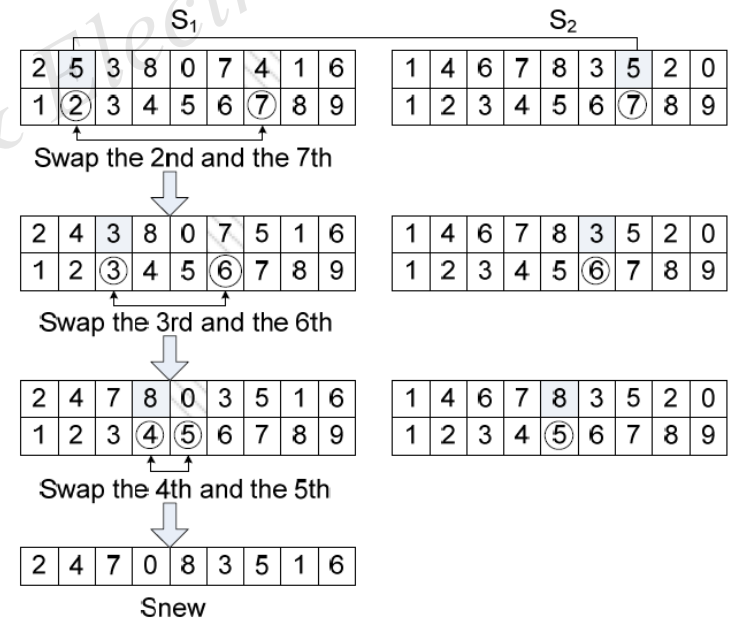 & Electr
S1 S2
2 5 3 8 0 7 4 1 6 1 4 6 7 8 3 5 2 0
1 2 3 4 5 6 7 8 9 1 2 3 4 5 6 7 8 9
Swap the 2nd and the 7th
2 4 3 8 0 7 5 1 6 1 4 6 7 8 3 5 2 0
1 2 3 4 5 6 7 8 9 1 2 3 4 5 6 7 8 9
Swap the 3rd and the 6th
2 4 7 8 0 3 5 1 6 1 4 6 7 8 3 5 2 0
1 2 3 4 5 6 7 8 9 1 2 3 4 5 6 7 8 9
Swap the 4th and the 5th
2 4 7 0 8 3 5 1 6
Snew